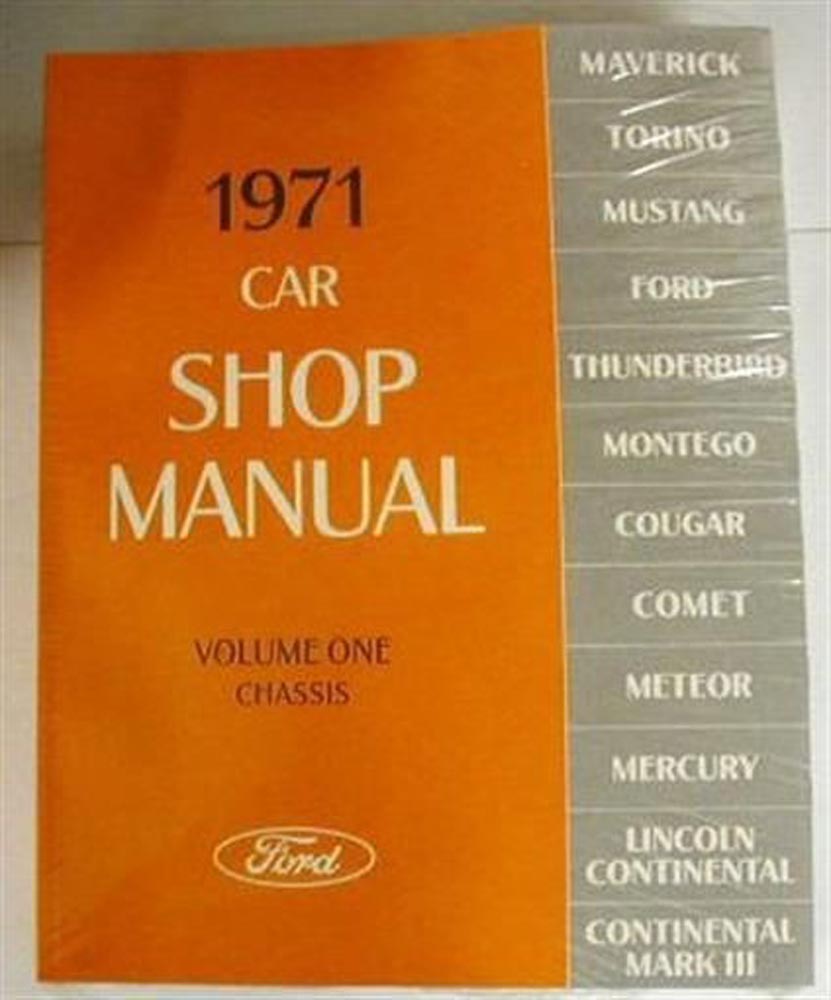 1971
CAR
SHOP
MANUAL
VOLUME ONE
CHASSIS
Ford
MAVERICK
TORINO
MUSTANG
FORD
THUNDERBIRD
MONTEGO
COUGAR
COMET
METEOR
MERCURY
LINCOLN
CONTINENTAL
CONTINENTAL
MARK III